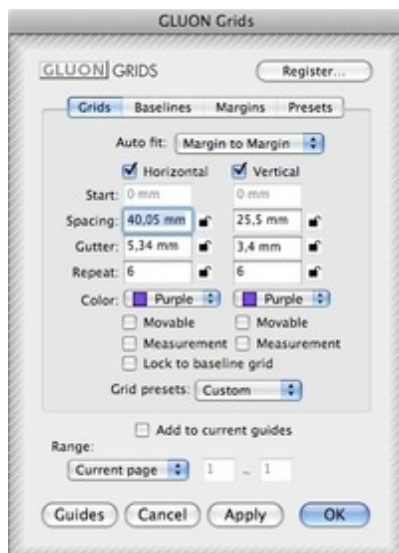 GLUON Grids
GLUON GRIDS Register...
Grids Baselines Margins Presets
Auto fit: Margin to Margin
Horizontal Vertical
Start: 0 mm 0 mm
Spacing: 40,05 mm 25,5 mm
Gutter: 5,34 mm 3,4 mm
Repeat: 6 6
Color: Purple Purple
Movable Movable
Measurement Measurement
Lock to baseline grid
Grid presets: Custom
Add to current guides
Range:
Current page 1 - 1
Guides Cancel Apply OK